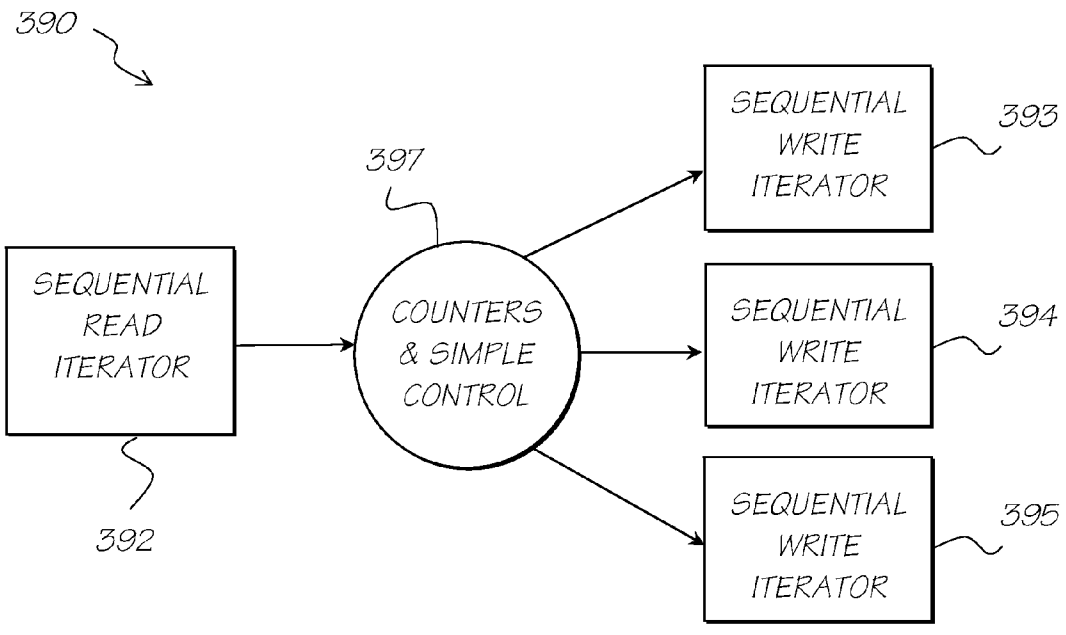 390
SEQUENTIAL
WRITE
ITERATOR
393
397
SEQUENTIAL
READ
ITERATOR
COUNTERS
& SIMPLE
CONTROL
SEQUENTIAL
WRITE
ITERATOR
394
392
SEQUENTIAL
WRITE
ITERATOR
395